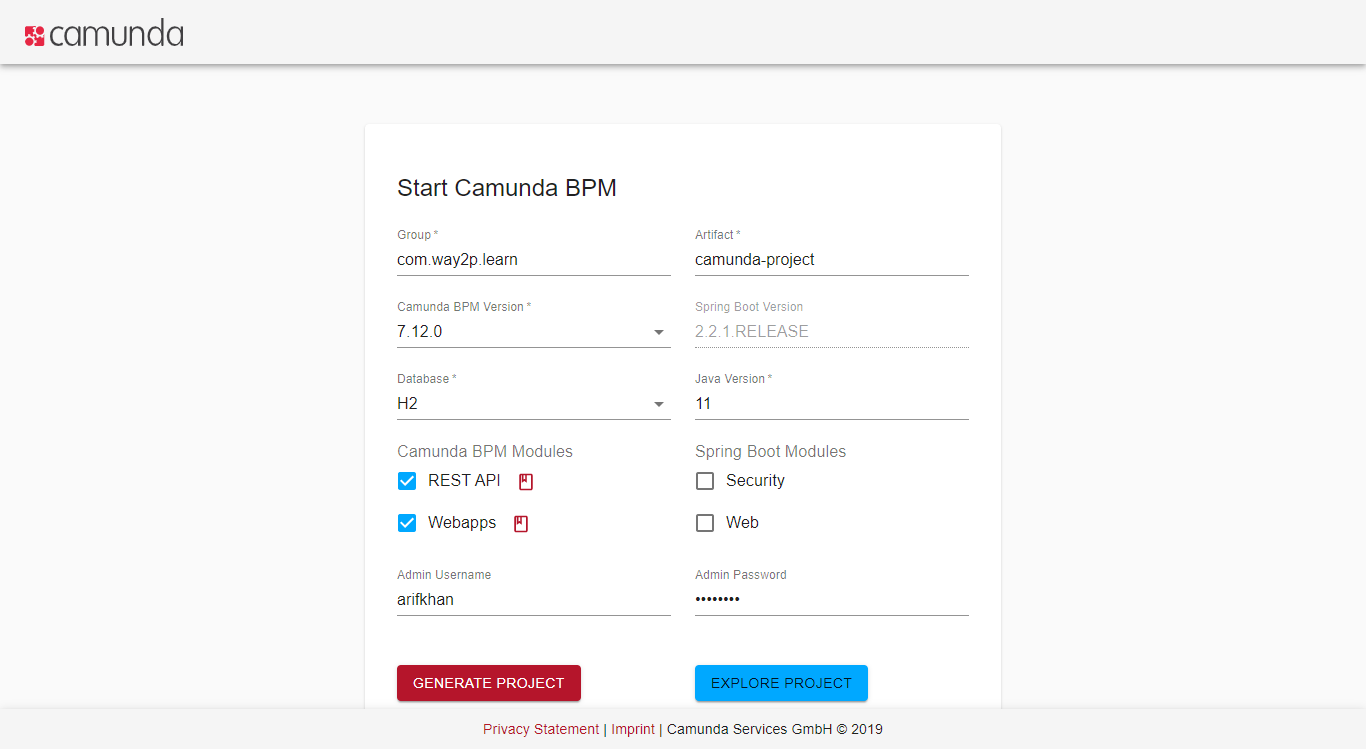 camunda
Start Camunda BPM
Group * Artifact *
com.way2p.learn camunda-project
Camunda BPM Version * Spring Boot Version
7.12.0 2.2.1.RELEASE
Database * Java Version *
H2 11
Camunda BPM Modules Spring Boot Modules
REST API Security
Webapps Web
Admin Username Admin Password
arifkhan ••••••••
GENERATE PROJECT EXPLORE PROJECT
Privacy Statement | Imprint | Camunda Services GmbH © 2019